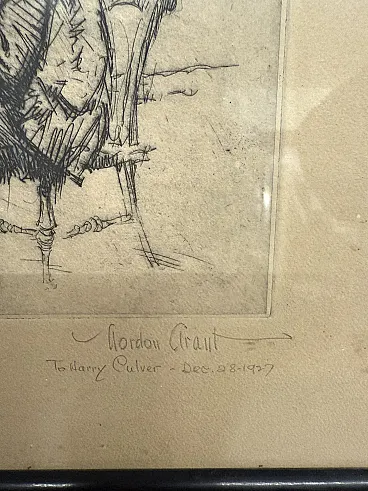 Gordon Grant
To Harry Culver - Dec. 28-1927